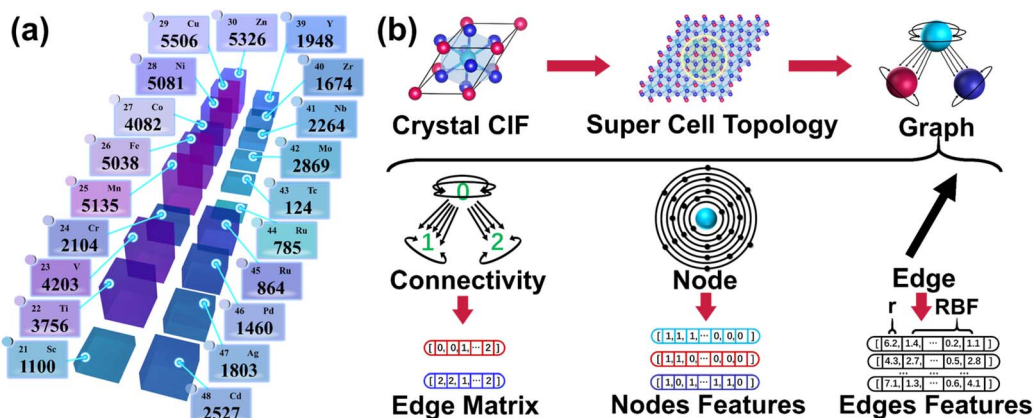 (a)
29 Cu
5506
30 Zn
5326
39 Y
1948
28 Ni
5081
40 Zr
1674
27 Co
4082
41 Nb
2264
26 Fe
5038
42 Mo
2869
25 Mn
5135
43 Tc
124
24 Cr
2104
44 Ru
785
23 V
4203
45 Ru
864
22 Ti
3756
46 Pd
1460
21 Sc
1100
47 Ag
1803
48 Cd
2527
(b)
Crystal CIF
Super Cell Topology
Graph
0
1 2
Connectivity
Node
Edge
r RBF
[ 0, 0, 1, ··· 2 ]
[ 2, 2, 1, ··· 2 ]
Edge Matrix
[ 1, 1, 1, ··· 0, 0, 0 ]
[ 1, 1, 0, ··· 0, 0, 0 ]
[ 1, 0, 1, ··· 1, 1, 0 ]
Nodes Features
[ 6.2, 1.4, ··· 0.2, 1.1 ]
[ 4.3, 2.7, ··· 0.5, 2.8 ]
··· ··· ···
[ 7.1, 1.3, ··· 0.6, 4.1 ]
Edges Features